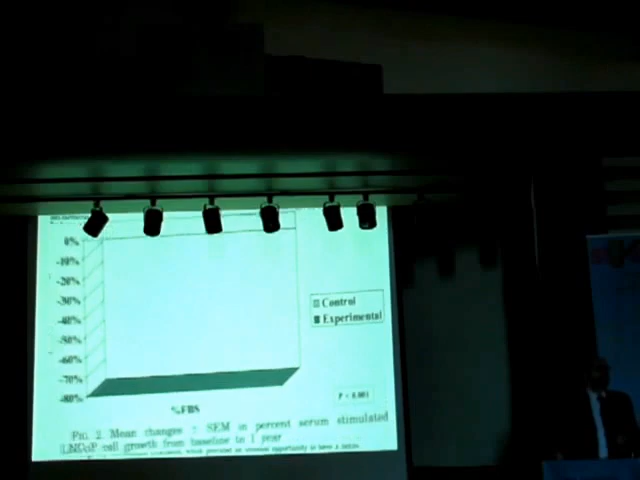 0%
-10%
-20%
-30%
-40%
-50%
-60%
-70%
-80%
Control
Experimental
P < 0.001
%FBS
FIG. 2. Mean changes ± SEM in percent serum stimulated
LNCaP cell growth from baseline to 1 year